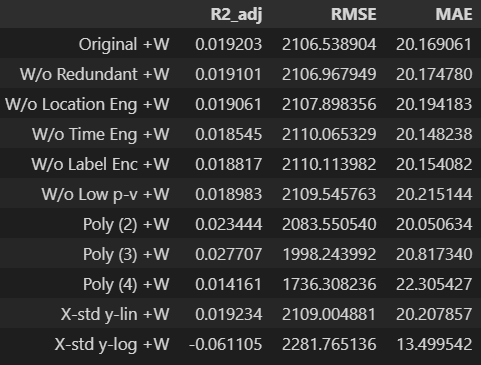 R2_adj RMSE MAE
Original +W 0.019203 2106.538904 20.169061
W/o Redundant +W 0.019101 2106.967949 20.174780
W/o Location Eng +W 0.019061 2107.898356 20.194183
W/o Time Eng +W 0.018545 2110.065329 20.148238
W/o Label Enc +W 0.018817 2110.113982 20.154082
W/o Low p-v +W 0.018983 2109.545763 20.215144
Poly (2) +W 0.023444 2083.550540 20.050634
Poly (3) +W 0.027707 1998.243992 20.817340
Poly (4) +W 0.014161 1736.308236 22.305427
X-std y-lin +W 0.019234 2109.004881 20.207857
X-std y-log +W -0.061105 2281.765136 13.499542